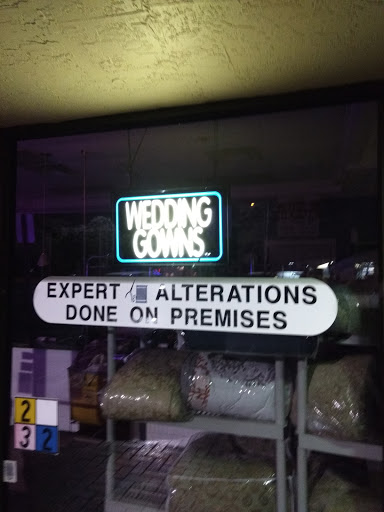 WEDDING
GOWNS
EXPERT ALTERATIONS
DONE ON PREMISES
2
3 2